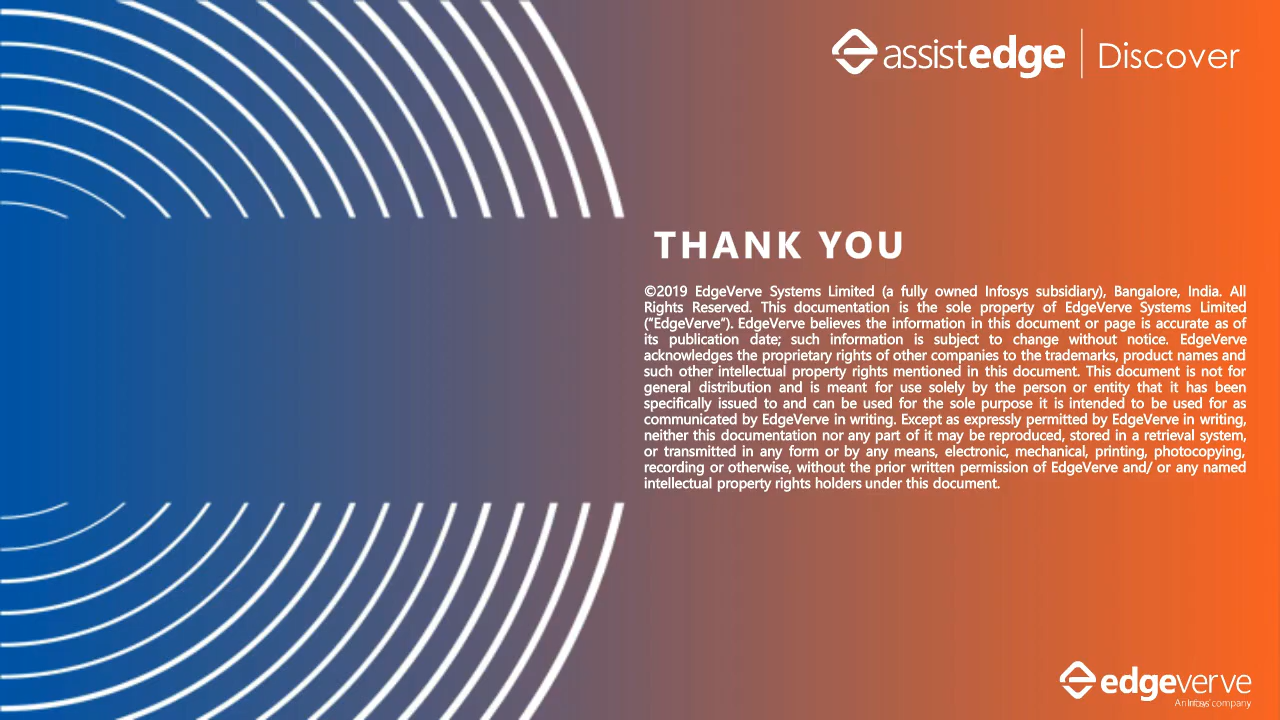 assistedge | Discover
THANK YOU
©2019 EdgeVerve Systems Limited (a fully owned Infosys subsidiary), Bangalore, India. All
Rights Reserved. This documentation is the sole property of EdgeVerve Systems Limited
(“EdgeVerve“). EdgeVerve believes the information in this document or page is accurate as of
its publication date; such information is subject to change without notice. EdgeVerve
acknowledges the proprietary rights of other companies to the trademarks, product names and
such other intellectual property rights mentioned in this document. This document is not for
general distribution and is meant for use solely by the person or entity that it has been
specifically issued to and can be used for the sole purpose it is intended to be used for as
communicated by EdgeVerve in writing. Except as expressly permitted by EdgeVerve in writing,
neither this documentation nor any part of it may be reproduced, stored in a retrieval system,
or transmitted in any form or by any means, electronic, mechanical, printing, photocopying,
recording or otherwise, without the prior written permission of EdgeVerve and/ or any named
intellectual property rights holders under this document.
edgeverve
An Infosys company